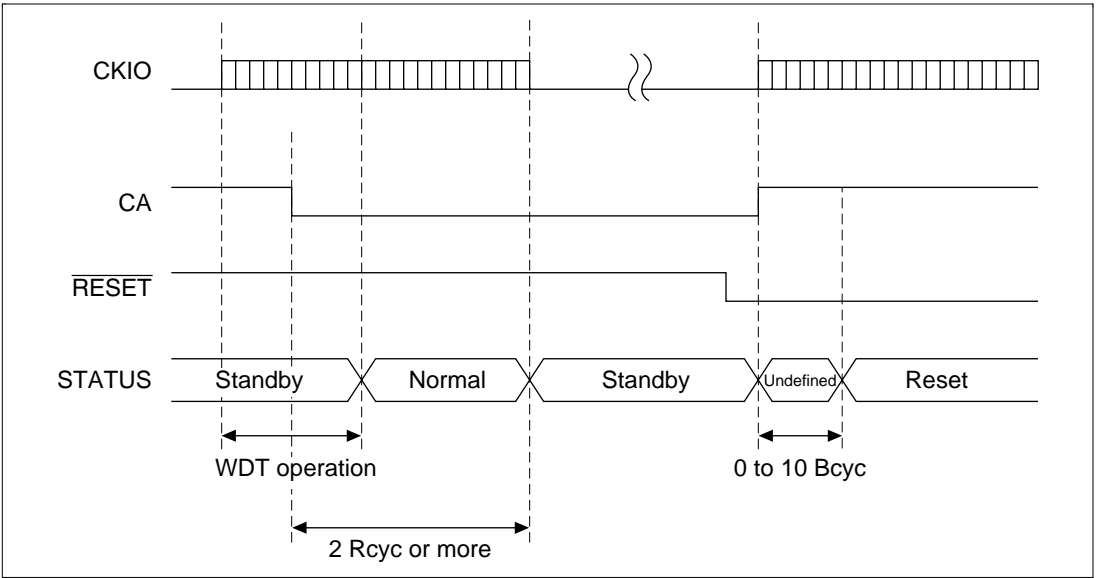 CKIO
CA
RESET
STATUS
Standby
Normal
Standby
Undefined
Reset
WDT operation
0 to 10 Bcyc
2 Rcyc or more